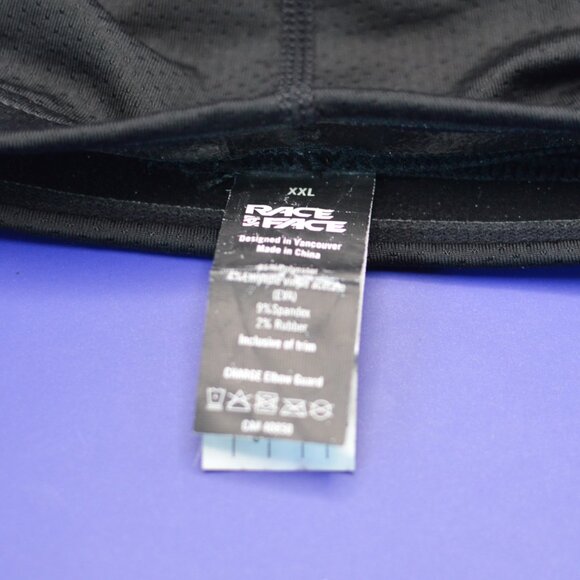 XXL
RACE
FACE
Designed in Vancouver
Made in China
(EVA)
9% Spandex
2% Rubber
Inclusive of trim
CHARGE Elbow Guard